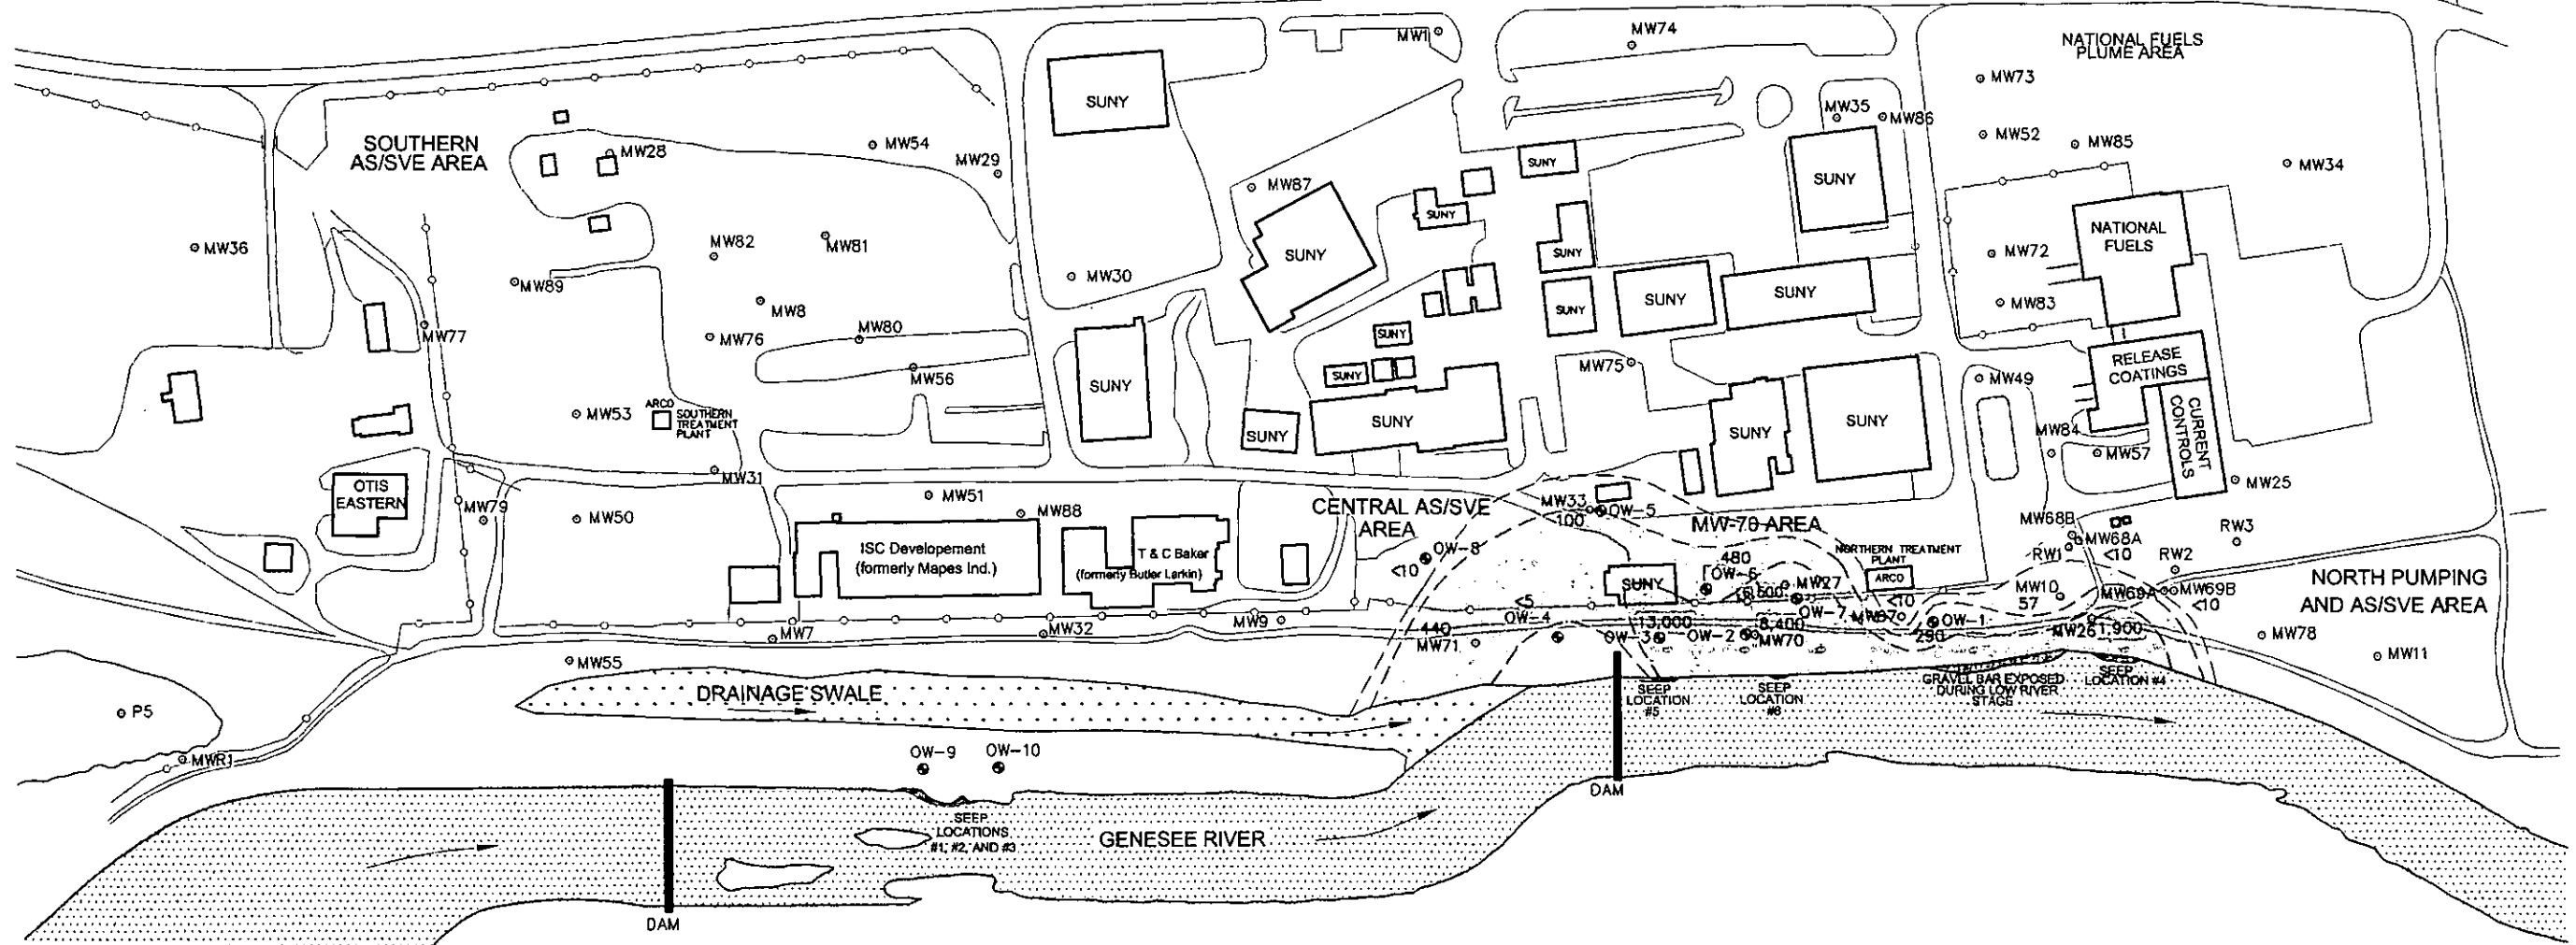 MW1
MW74
NATIONAL FUELS
PLUME AREA
MW73
SUNY
MW35
MW86
MW52
MW85
MW34
SOUTHERN
AS/SVE AREA
MW28
MW54
MW29
MW87
SUNY
SUNY
SUNY
MW36
MW82
MW81
MW89
MW30
SUNY
SUNY
SUNY
NATIONAL
FUELS
MW72
MW8
MW83
SUNY
SUNY
SUNY
MW77
MW76
MW80
SUNY
MW56
SUNY
SUNY
MW75
MW49
RELEASE
COATINGS
CURRENT
CONTROLS
MW53
ARCO
SOUTHERN
TREATMENT
PLANT
SUNY
SUNY
SUNY
SUNY
MW84
MW57
MW25
MW31
OTIS
EASTERN
MW79
MW50
MW51
MW88
CENTRAL AS/SVE
AREA
MW33
100
OW-5
MW-70 AREA
ISC Developement
(formerly Mapes Ind.)
T & C Baker
(formerly Butler Larkin)
OW-8
<10
SUNY
480
OW-6
MW27
NORTHERN TREATMENT
PLANT
ARCO
<10
MW68B
MW68A
<10
RW1
RW2
RW3
MW10
57
MW69A
MW69B
<10
NORTH PUMPING
AND AS/SVE AREA
MW7
MW32
MW9
<5
OW-4
440
MW71
13,000
OW-3
OW-2
8,400
MW70
OW-7
OW-1
290
MW26
1,900
MW78
MW11
MW55
DRAINAGE SWALE
SEEP
LOCATION
#5
SEEP
LOCATION
#6
GRAVEL BAR EXPOSED
DURING LOW RIVER
STAGE
SEEP
LOCATION #4
P5
MWR1
OW-9
OW-10
DAM
SEEP
LOCATIONS
#1, #2, AND #3
GENESEE RIVER
DAM